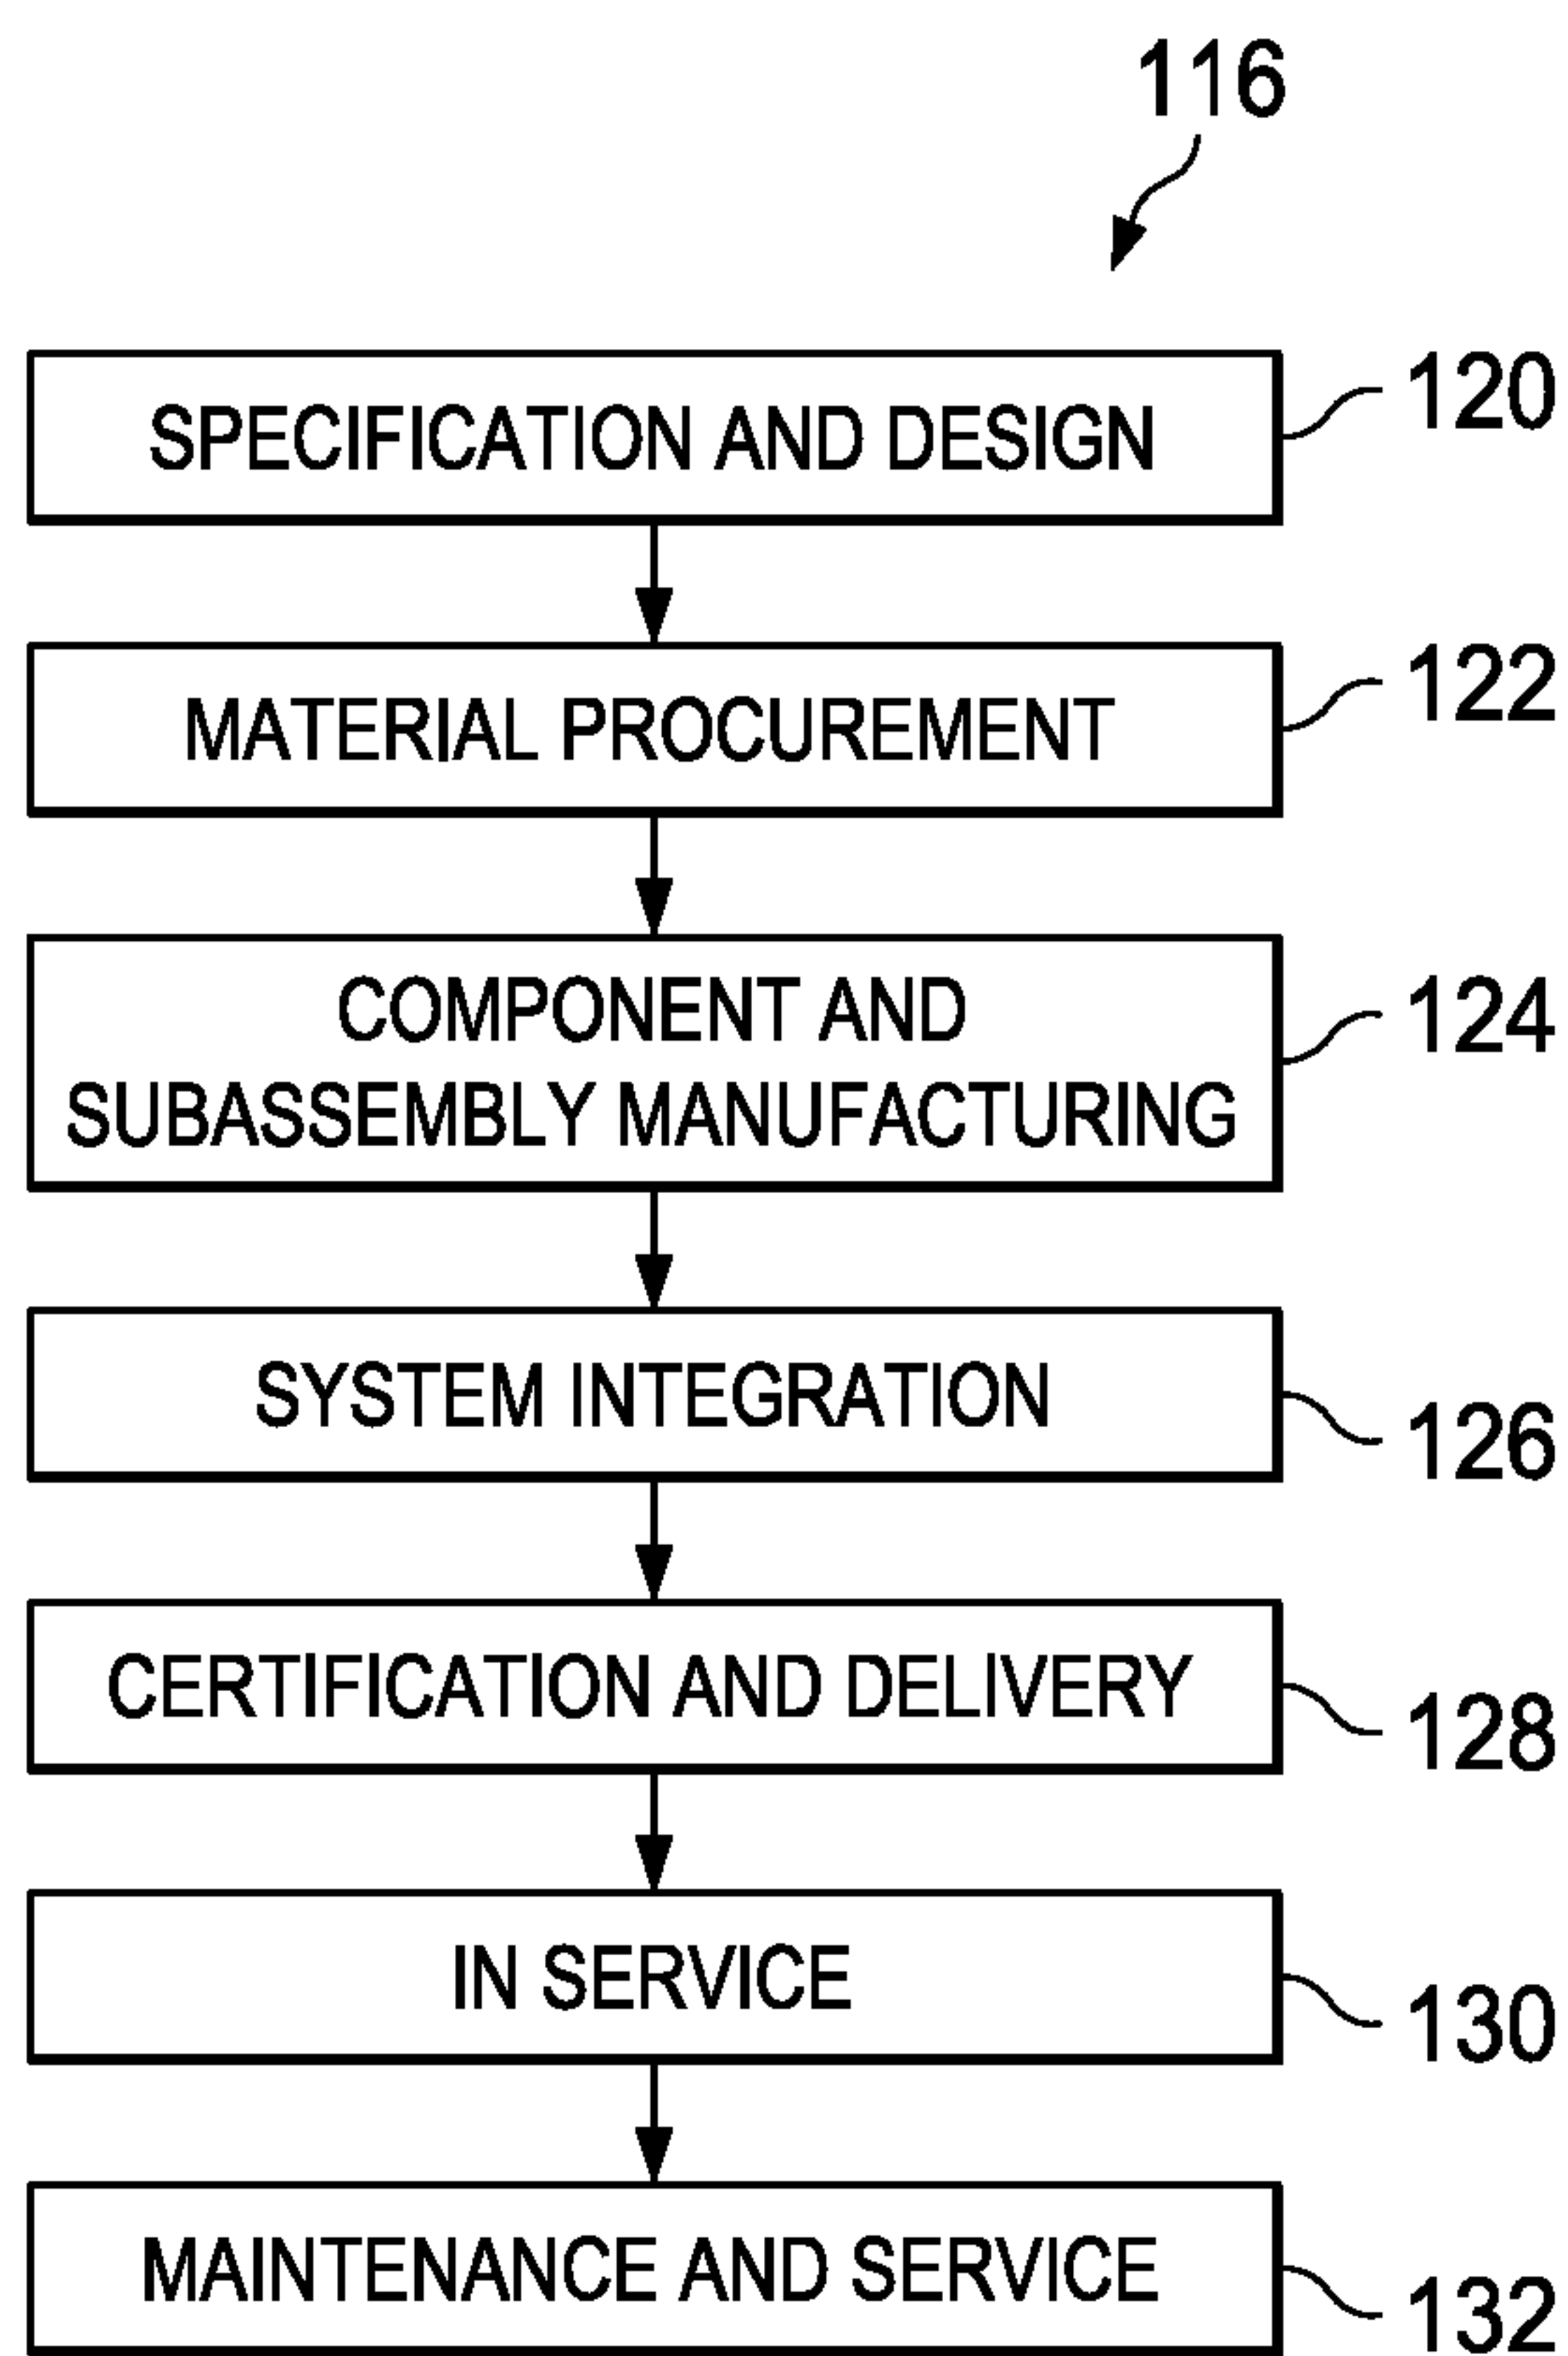 116
SPECIFICATION AND DESIGN
120
MATERIAL PROCUREMENT
122
COMPONENT AND
SUBASSEMBLY MANUFACTURING
124
SYSTEM INTEGRATION
126
CERTIFICATION AND DELIVERY
128
IN SERVICE
130
MAINTENANCE AND SERVICE
132